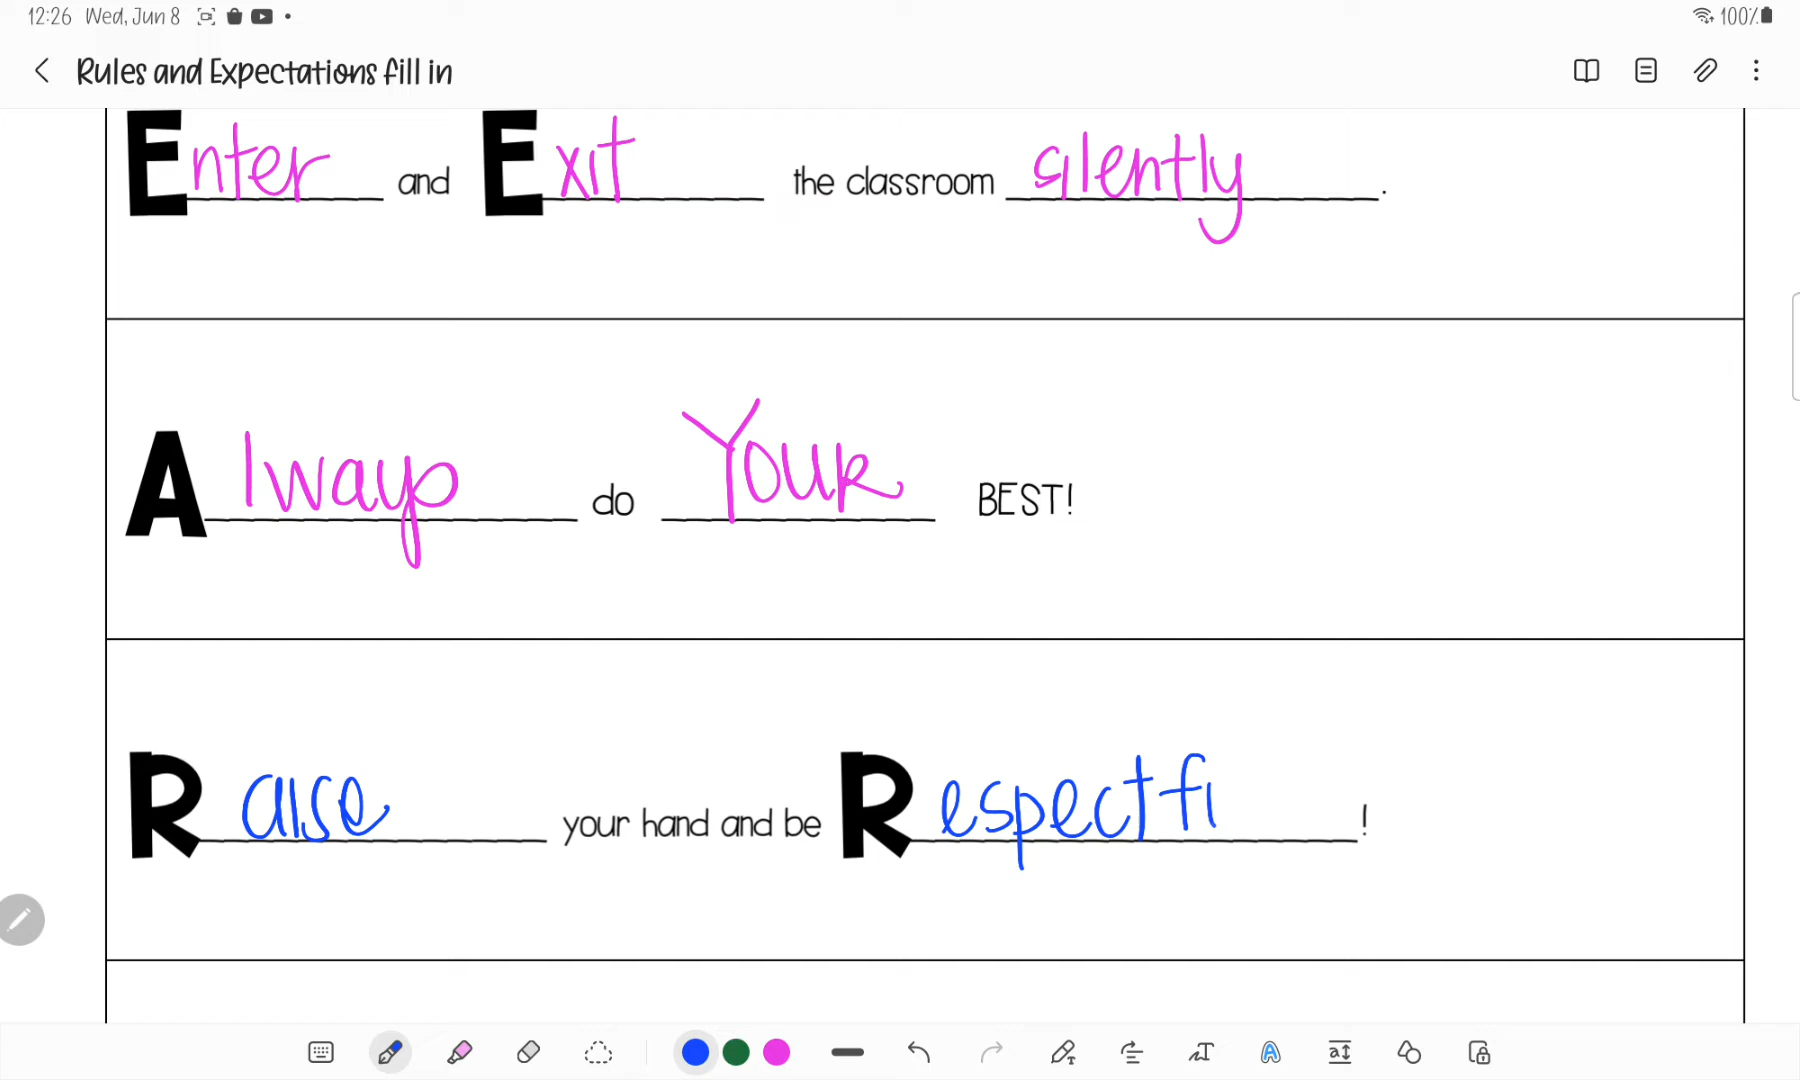 12:26 Wed, Jun 8 100%
Rules and Expectations fill in
Enter and Exit the classroom silently.
Always do Your BEST!
Raise your hand and be Respectfi!